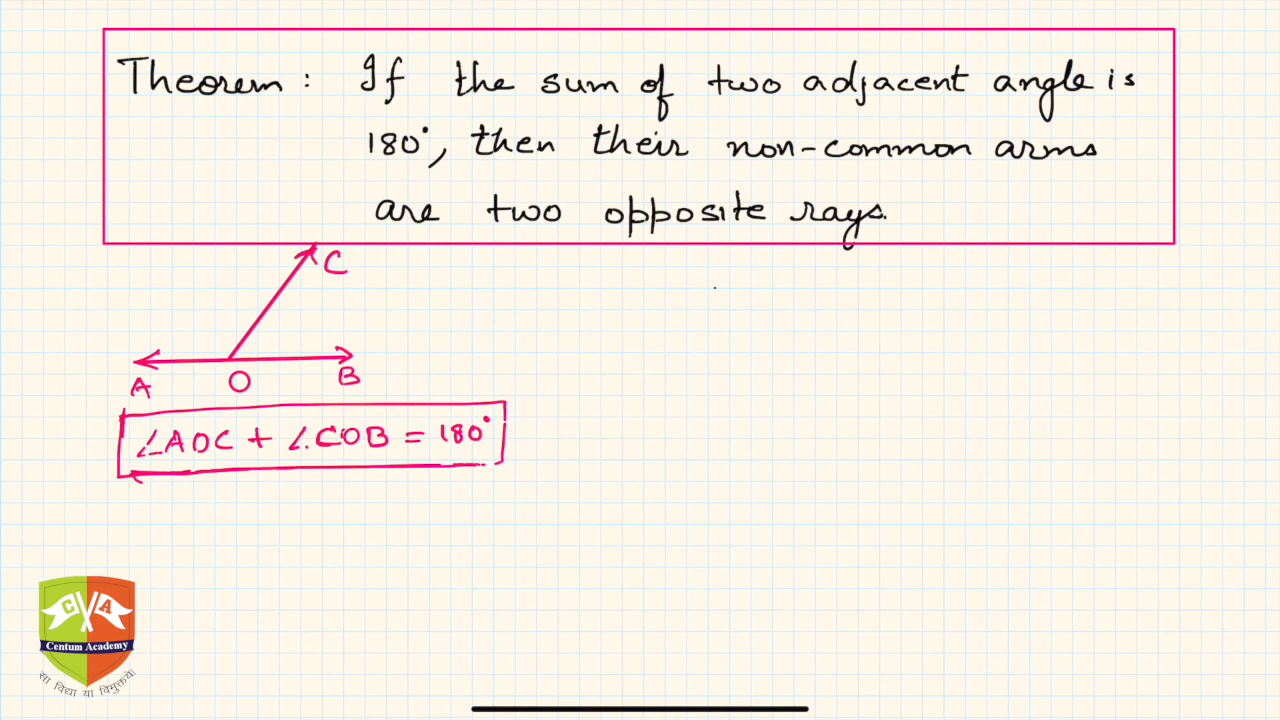 Theorem: If the sum of two adjacent angle is
180°, then their non-common arms
are two opposite rays.
C
A O B
∠AOC + ∠COB = 180°
C A
Centum Academy
सा विद्या या विमुक्तये।